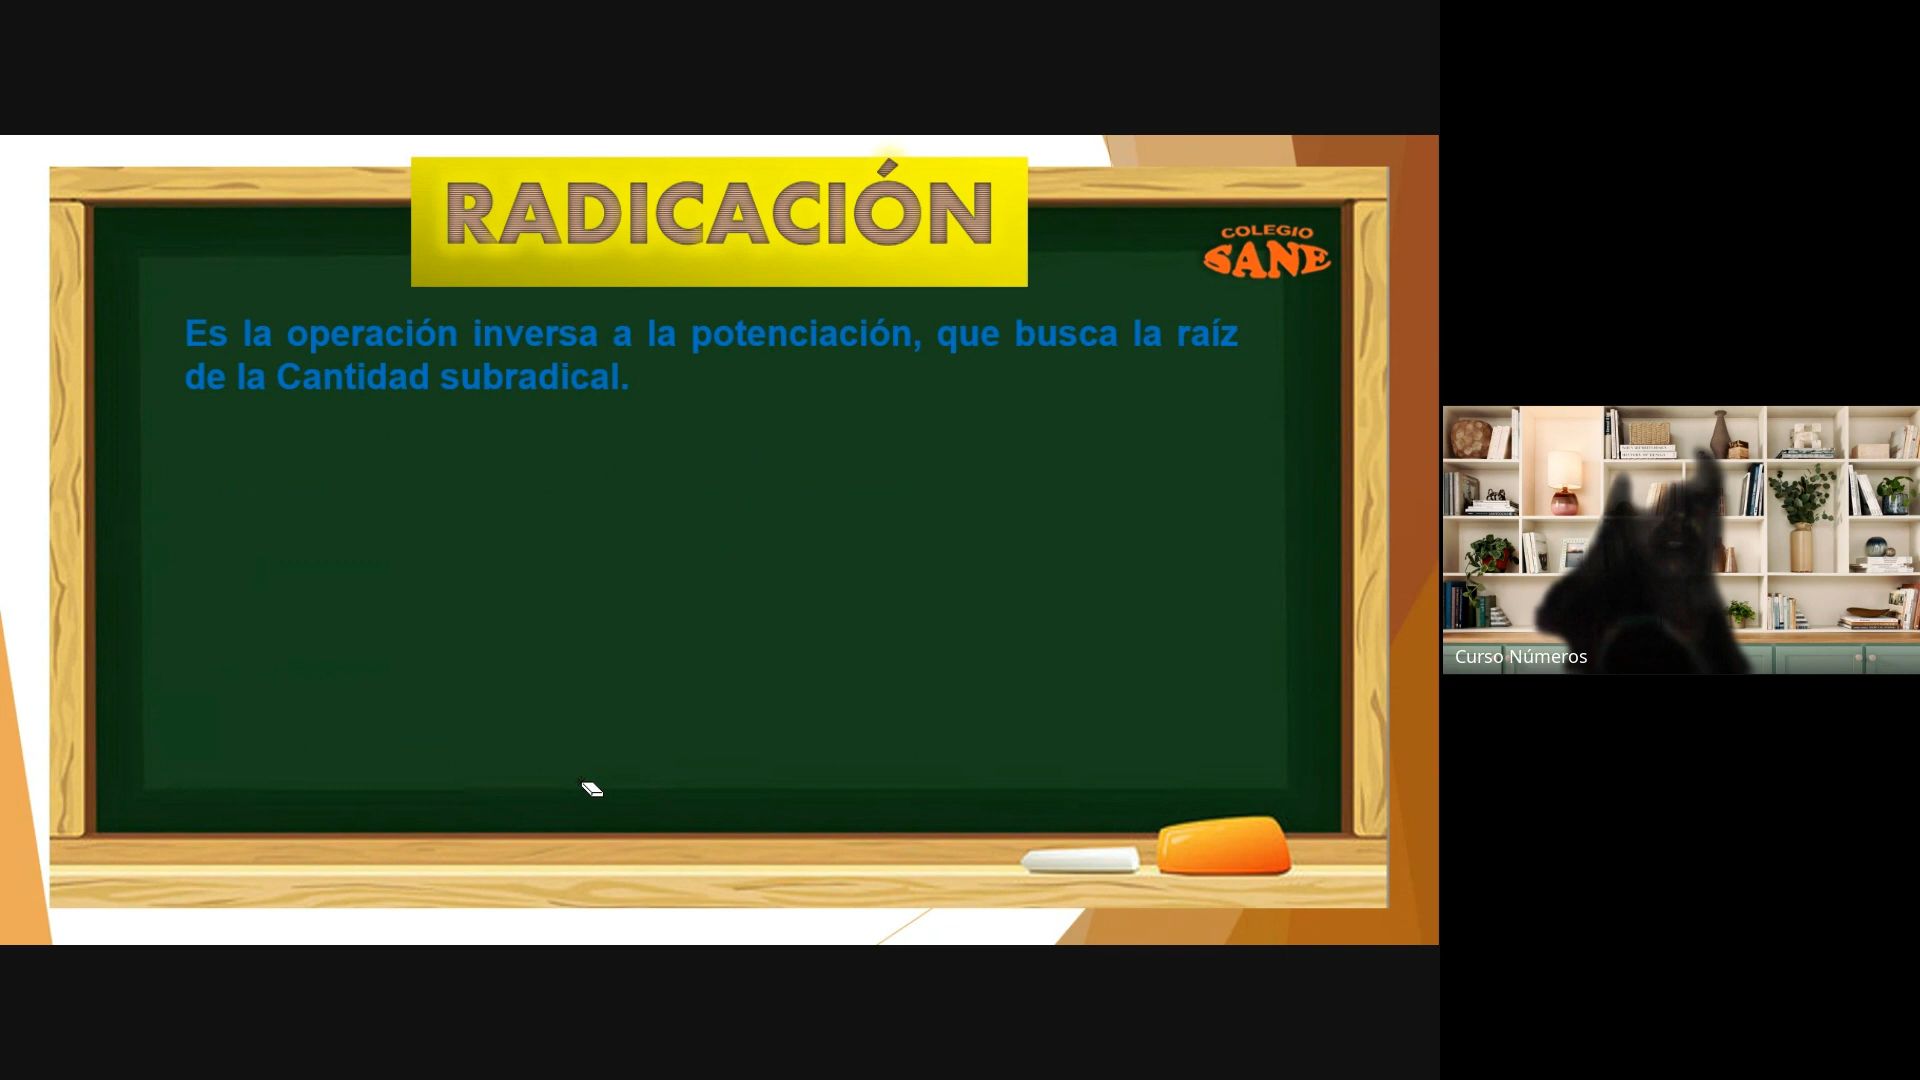 RADICACIÓN
COLEGIO
SANE
Es la operación inversa a la potenciación, que busca la raíz
de la Cantidad subradical.
Curso Números